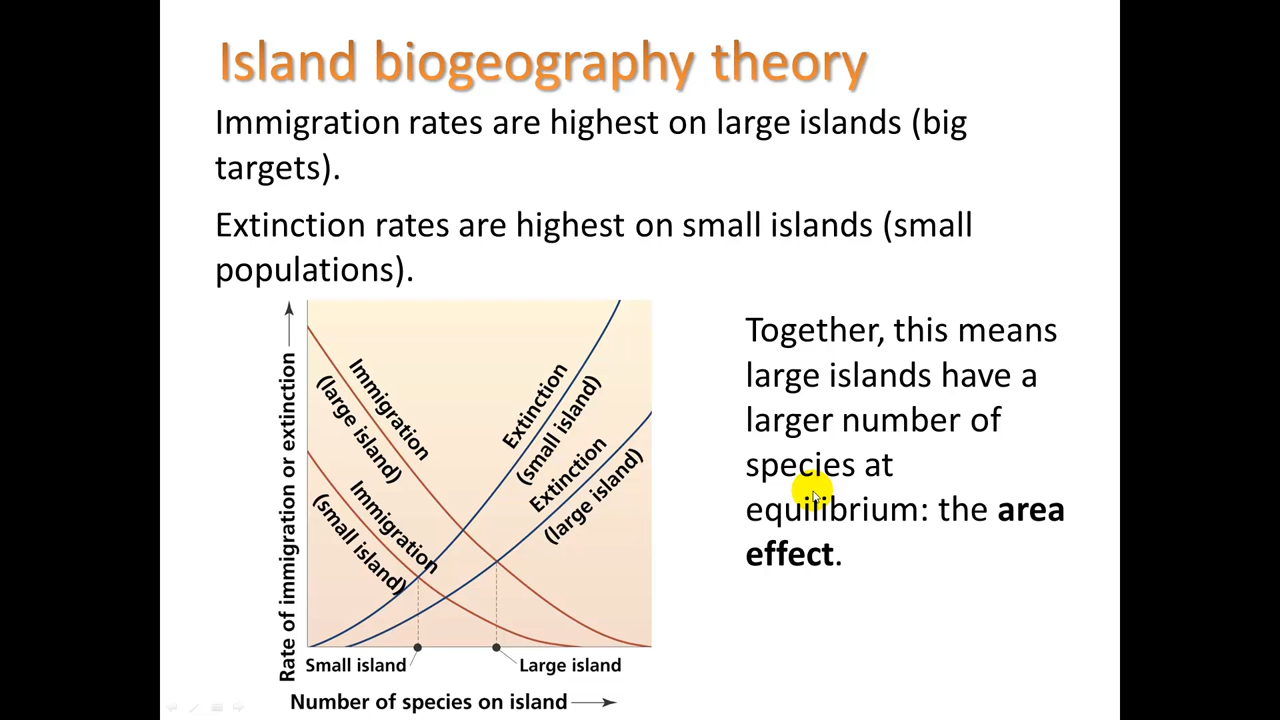 Island biogeography theory
Immigration rates are highest on large islands (big
targets).
Extinction rates are highest on small islands (small
populations).
Rate of immigration or extinction
Immigration
(large island)
Immigration
(small island)
Extinction
(small island)
Extinction
(large island)
Small island
Large island
Number of species on island
Together, this means
large islands have a
larger number of
species at
equilibrium: the area
effect.